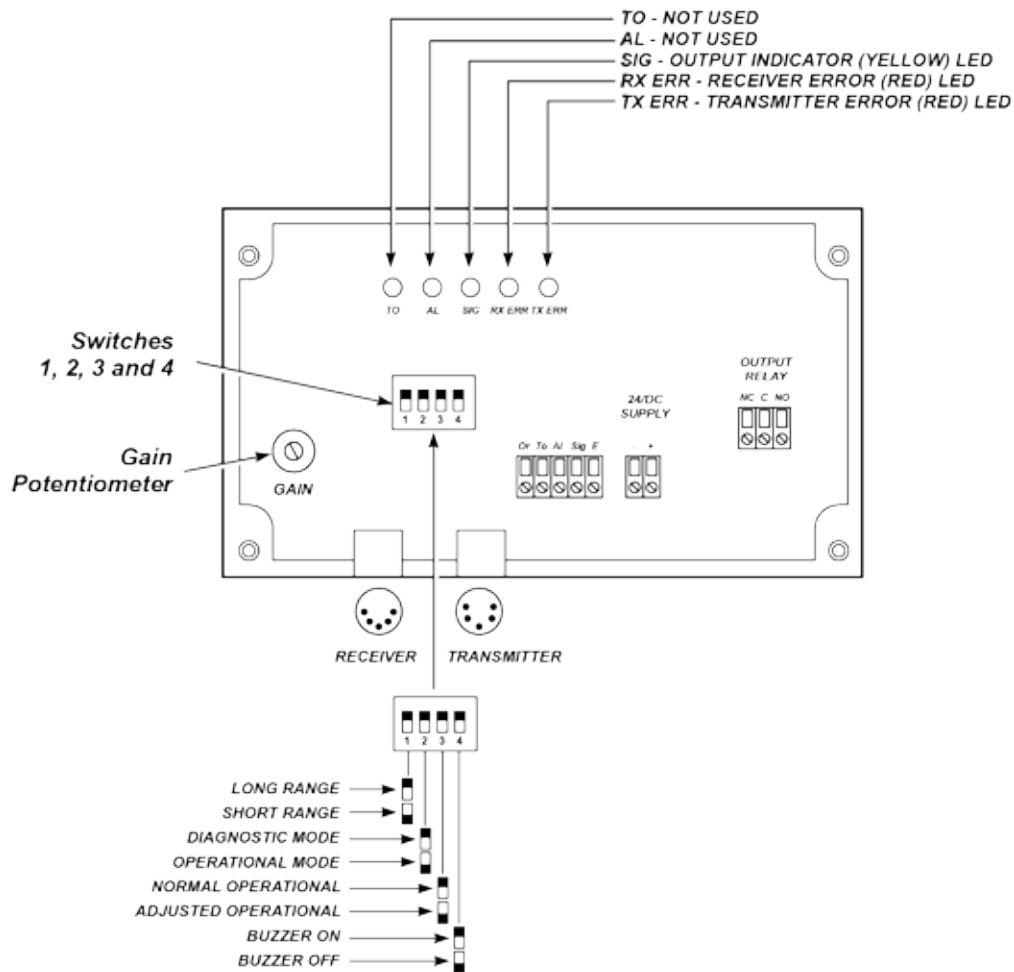 TO - NOT USED
AL - NOT USED
SIG - OUTPUT INDICATOR (YELLOW) LED
RX ERR - RECEIVER ERROR (RED) LED
TX ERR - TRANSMITTER ERROR (RED) LED
TO AL SIG RX ERR TX ERR
Switches
1, 2, 3 and 4
1 2 3 4
Gain
Potentiometer
GAIN
Or To Al Sig E
24/DC
SUPPLY
- +
OUTPUT
RELAY
NC C NO
RECEIVER
TRANSMITTER
1 2 3 4
LONG RANGE
SHORT RANGE
DIAGNOSTIC MODE
OPERATIONAL MODE
NORMAL OPERATIONAL
ADJUSTED OPERATIONAL
BUZZER ON
BUZZER OFF